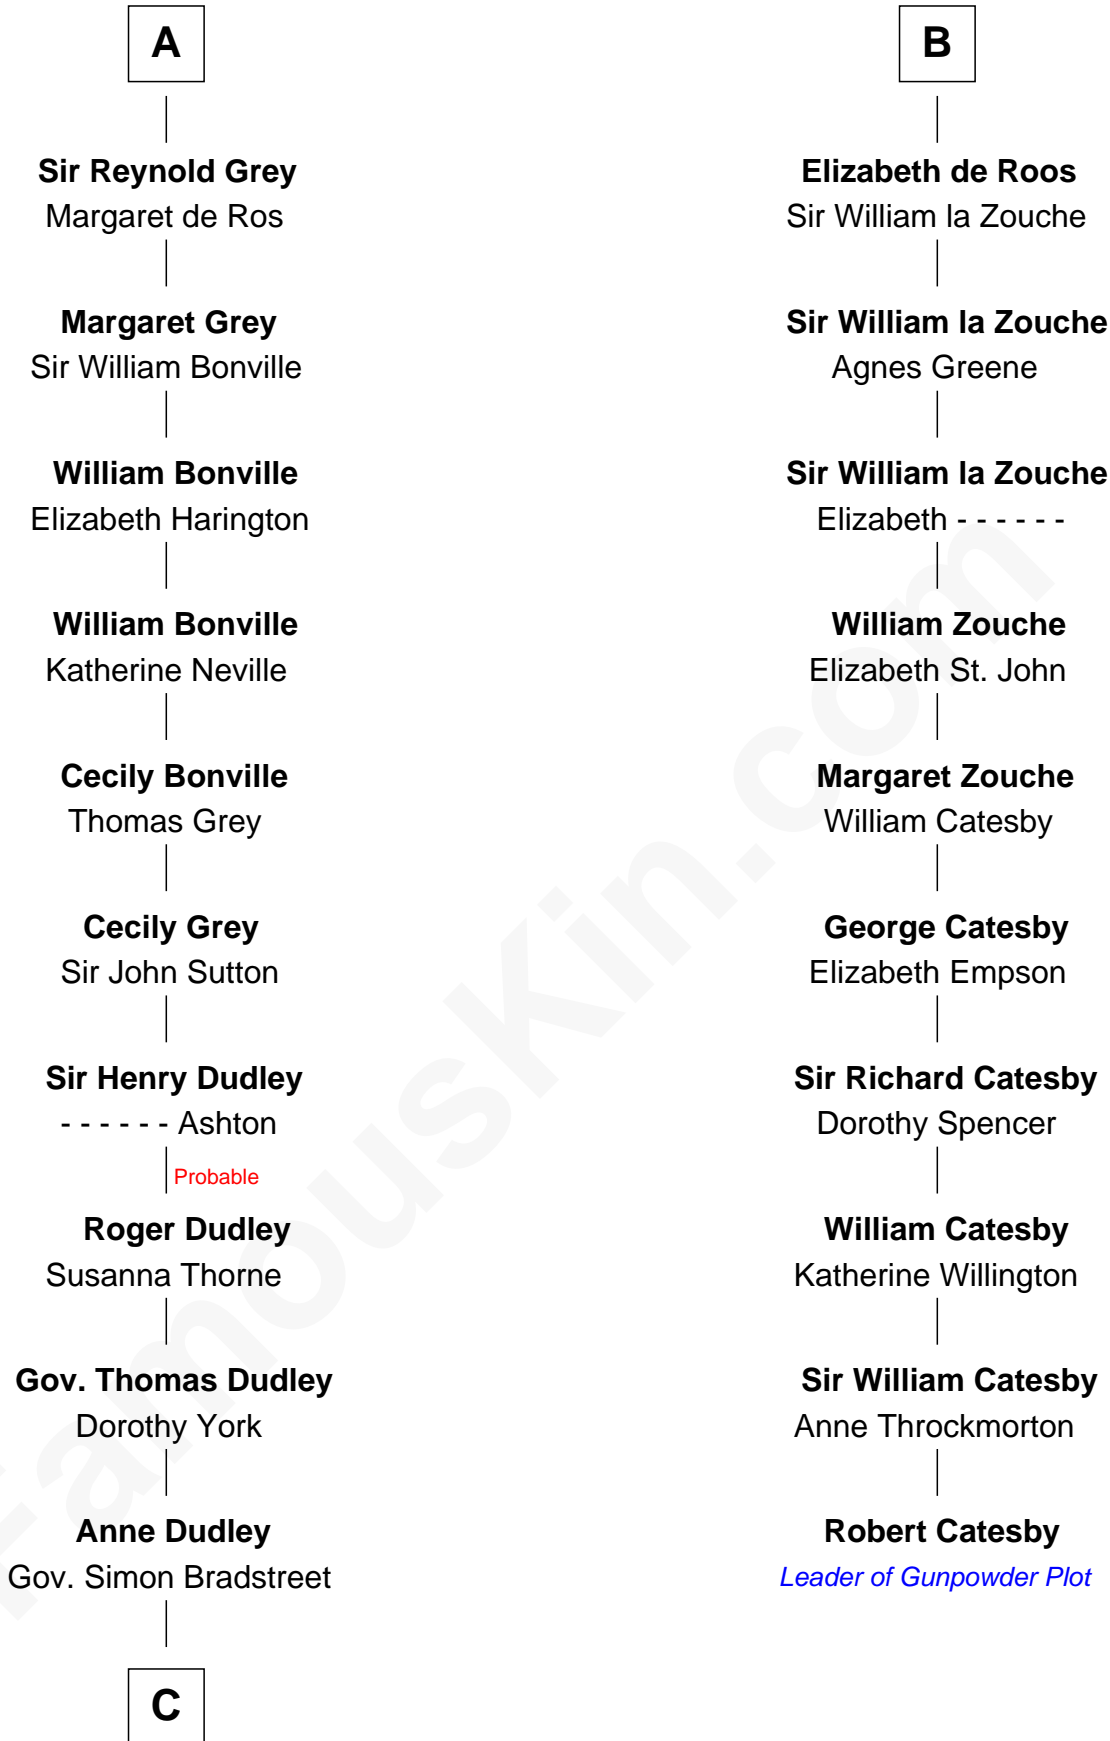 A
Sir Reynold Grey
Margaret de Ros
Margaret Grey
Sir William Bonville
William Bonville
Elizabeth Harington
William Bonville
Katherine Neville
Cecily Bonville
Thomas Grey
Cecily Grey
Sir John Sutton
Sir Henry Dudley
- - - - - - Ashton
Probable
Roger Dudley
Susanna Thorne
Gov. Thomas Dudley
Dorothy York
Anne Dudley
Gov. Simon Bradstreet
C
B
Elizabeth de Roos
Sir William la Zouche
Sir William la Zouche
Agnes Greene
Sir William la Zouche
Elizabeth - - - - - -
William Zouche
Elizabeth St. John
Margaret Zouche
William Catesby
George Catesby
Elizabeth Empson
Sir Richard Catesby
Dorothy Spencer
William Catesby
Katherine Willington
Sir William Catesby
Anne Throckmorton
Robert Catesby
Leader of Gunpowder Plot
FamousKin.com